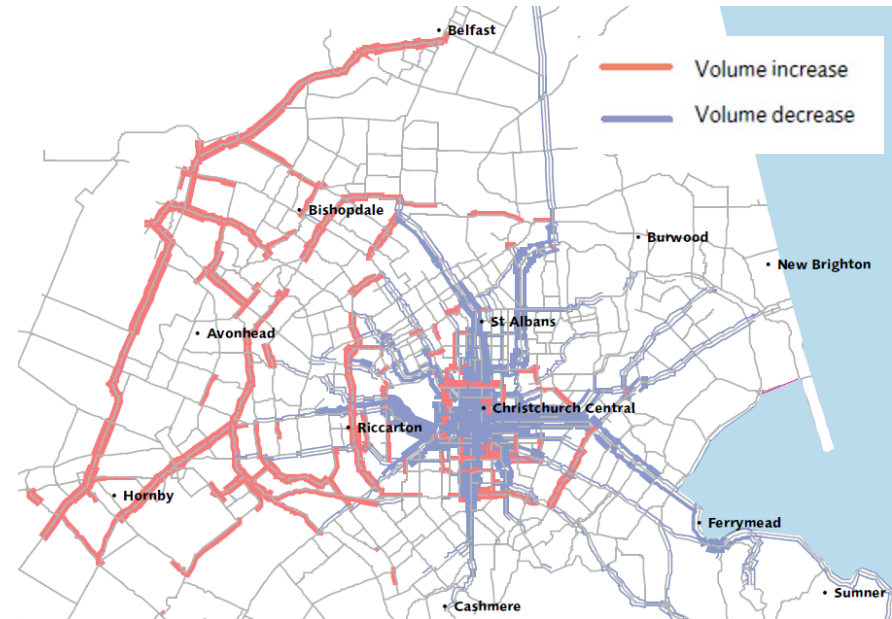 Belfast
Volume increase
Volume decrease
Bishopdale
Burwood
New Brighton
St Albans
Avonhead
Christchurch Central
Riccarton
Hornby
Ferrymead
Sumner
Cashmere